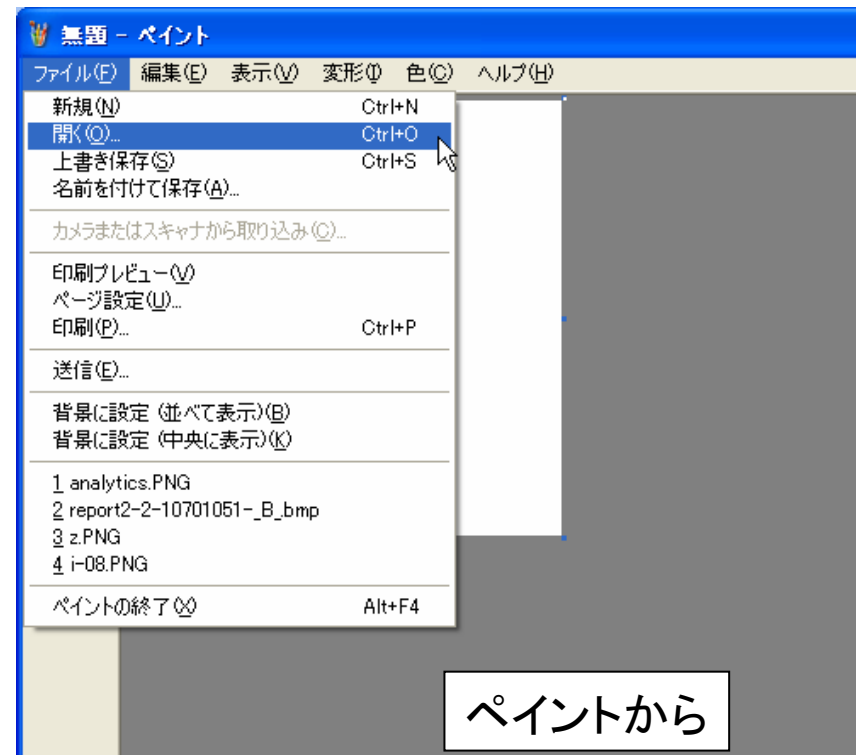 無題 - ペイント
ファイル(F) 編集(E) 表示(V) 変形(I) 色(C) ヘルプ(H)
新規(N) Ctrl+N
開く(O)... Ctrl+O
上書き保存(S) Ctrl+S
名前を付けて保存(A)...
カメラまたはスキャナから取り込み(C)...
印刷プレビュー(V)
ページ設定(U)...
印刷(P)... Ctrl+P
送信(E)...
背景に設定 (並べて表示)(B)
背景に設定 (中央に表示)(K)
1 analytics.PNG
2 report2-2-10701051-_B_.bmp
3 z.PNG
4 i-08.PNG
ペイントの終了(X) Alt+F4
ペイントから